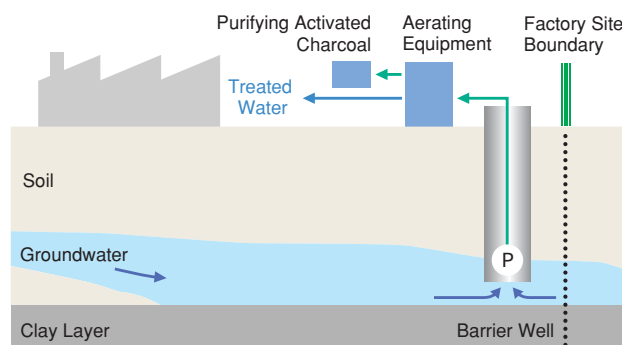 Purifying Activated
Charcoal
Aerating
Equipment
Factory Site
Boundary
Treated
Water
Soil
Groundwater
P
Clay Layer
Barrier Well